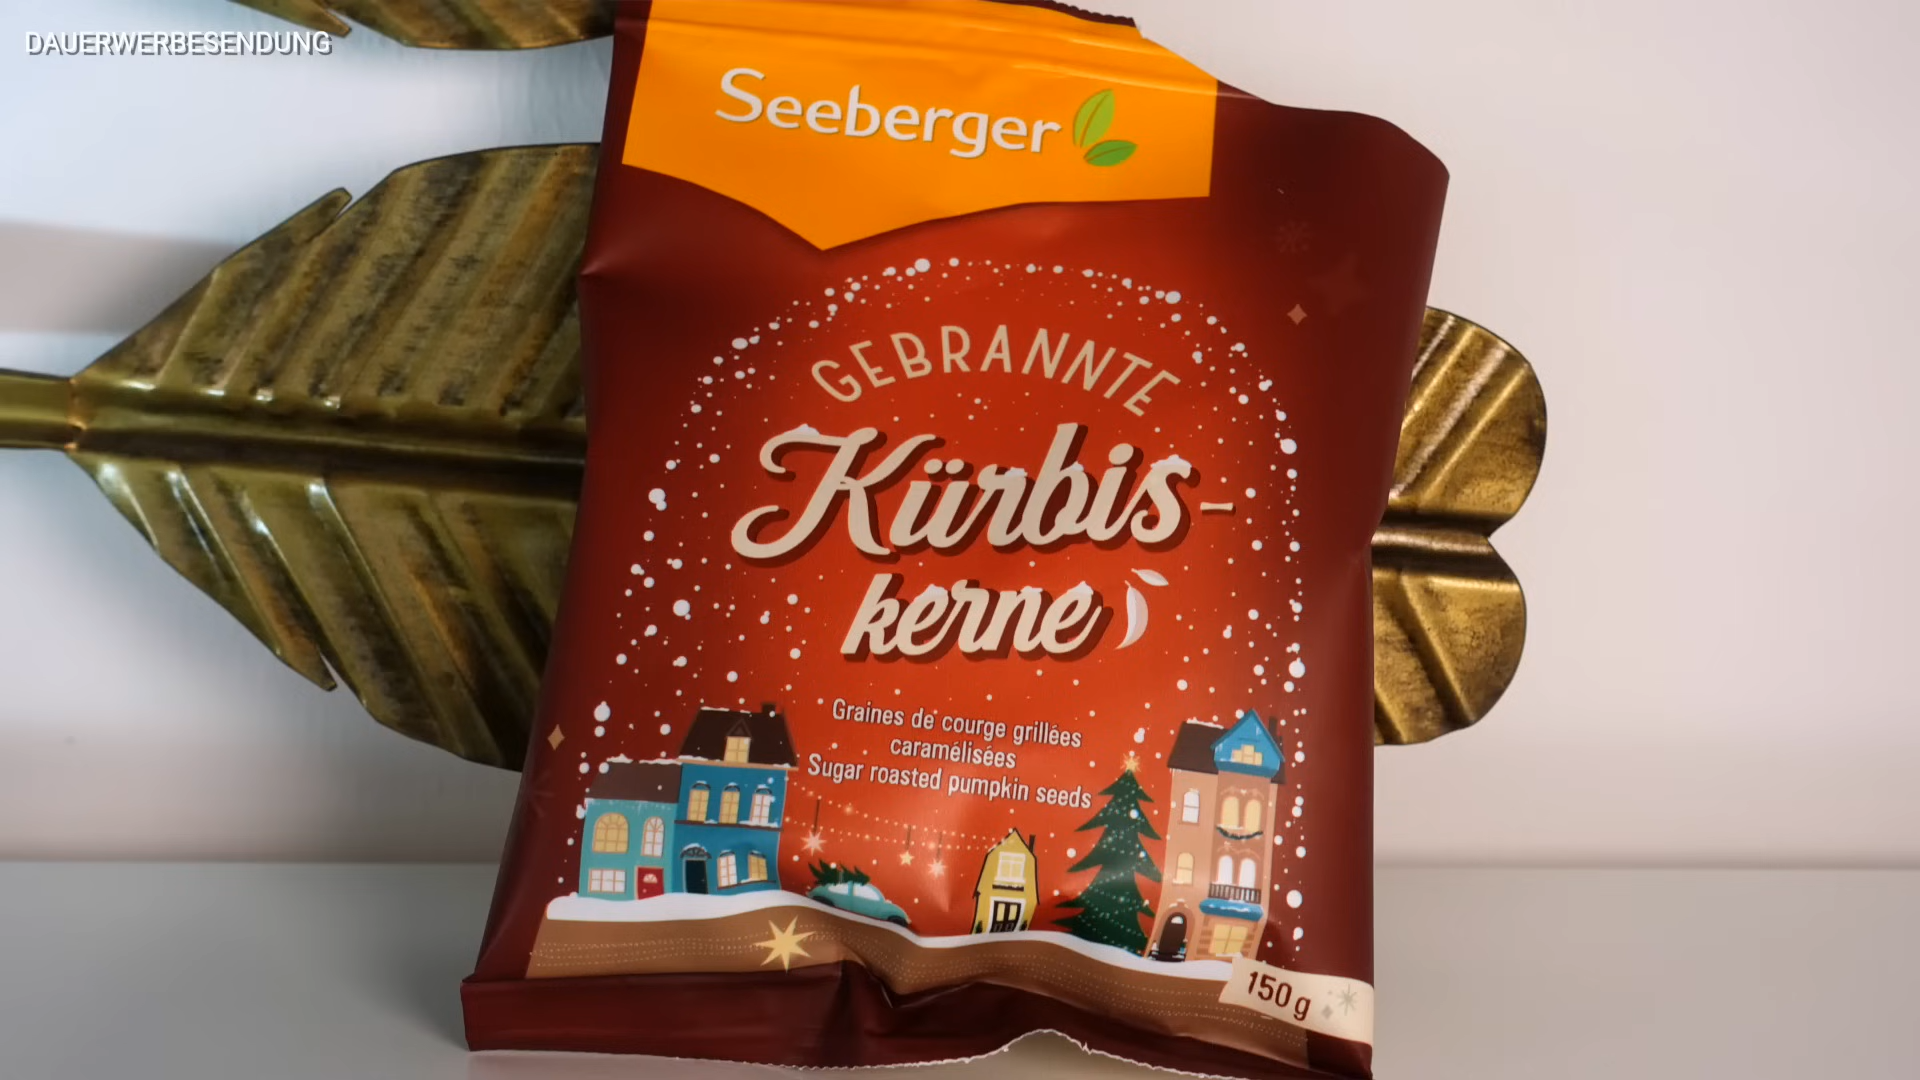 DAUERWERBESENDUNG
Seeberger
GEBRANNTE
Kürbis-
kerne
Graines de courge grillées
caramélisées
Sugar roasted pumpkin seeds
150g